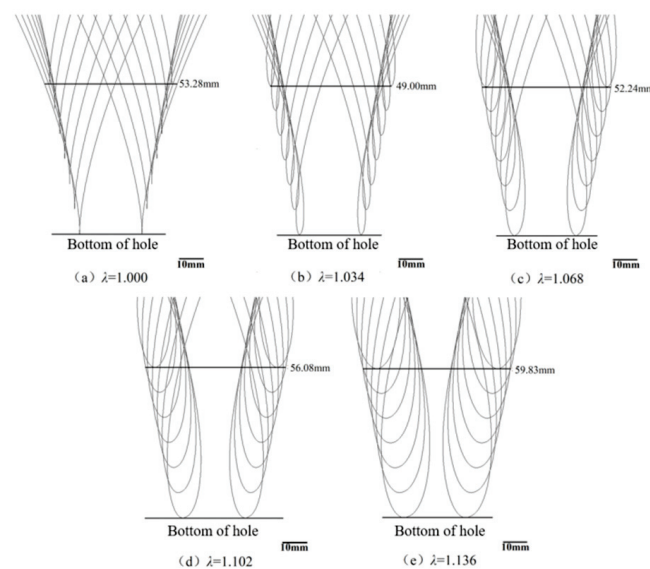 53.28mm
49.00mm
52.24mm
Bottom of hole
Bottom of hole
Bottom of hole
10mm
10mm
10mm
（a）λ=1.000
（b）λ=1.034
（c）λ=1.068
56.08mm
59.83mm
Bottom of hole
Bottom of hole
10mm
10mm
（d）λ=1.102
（e）λ=1.136